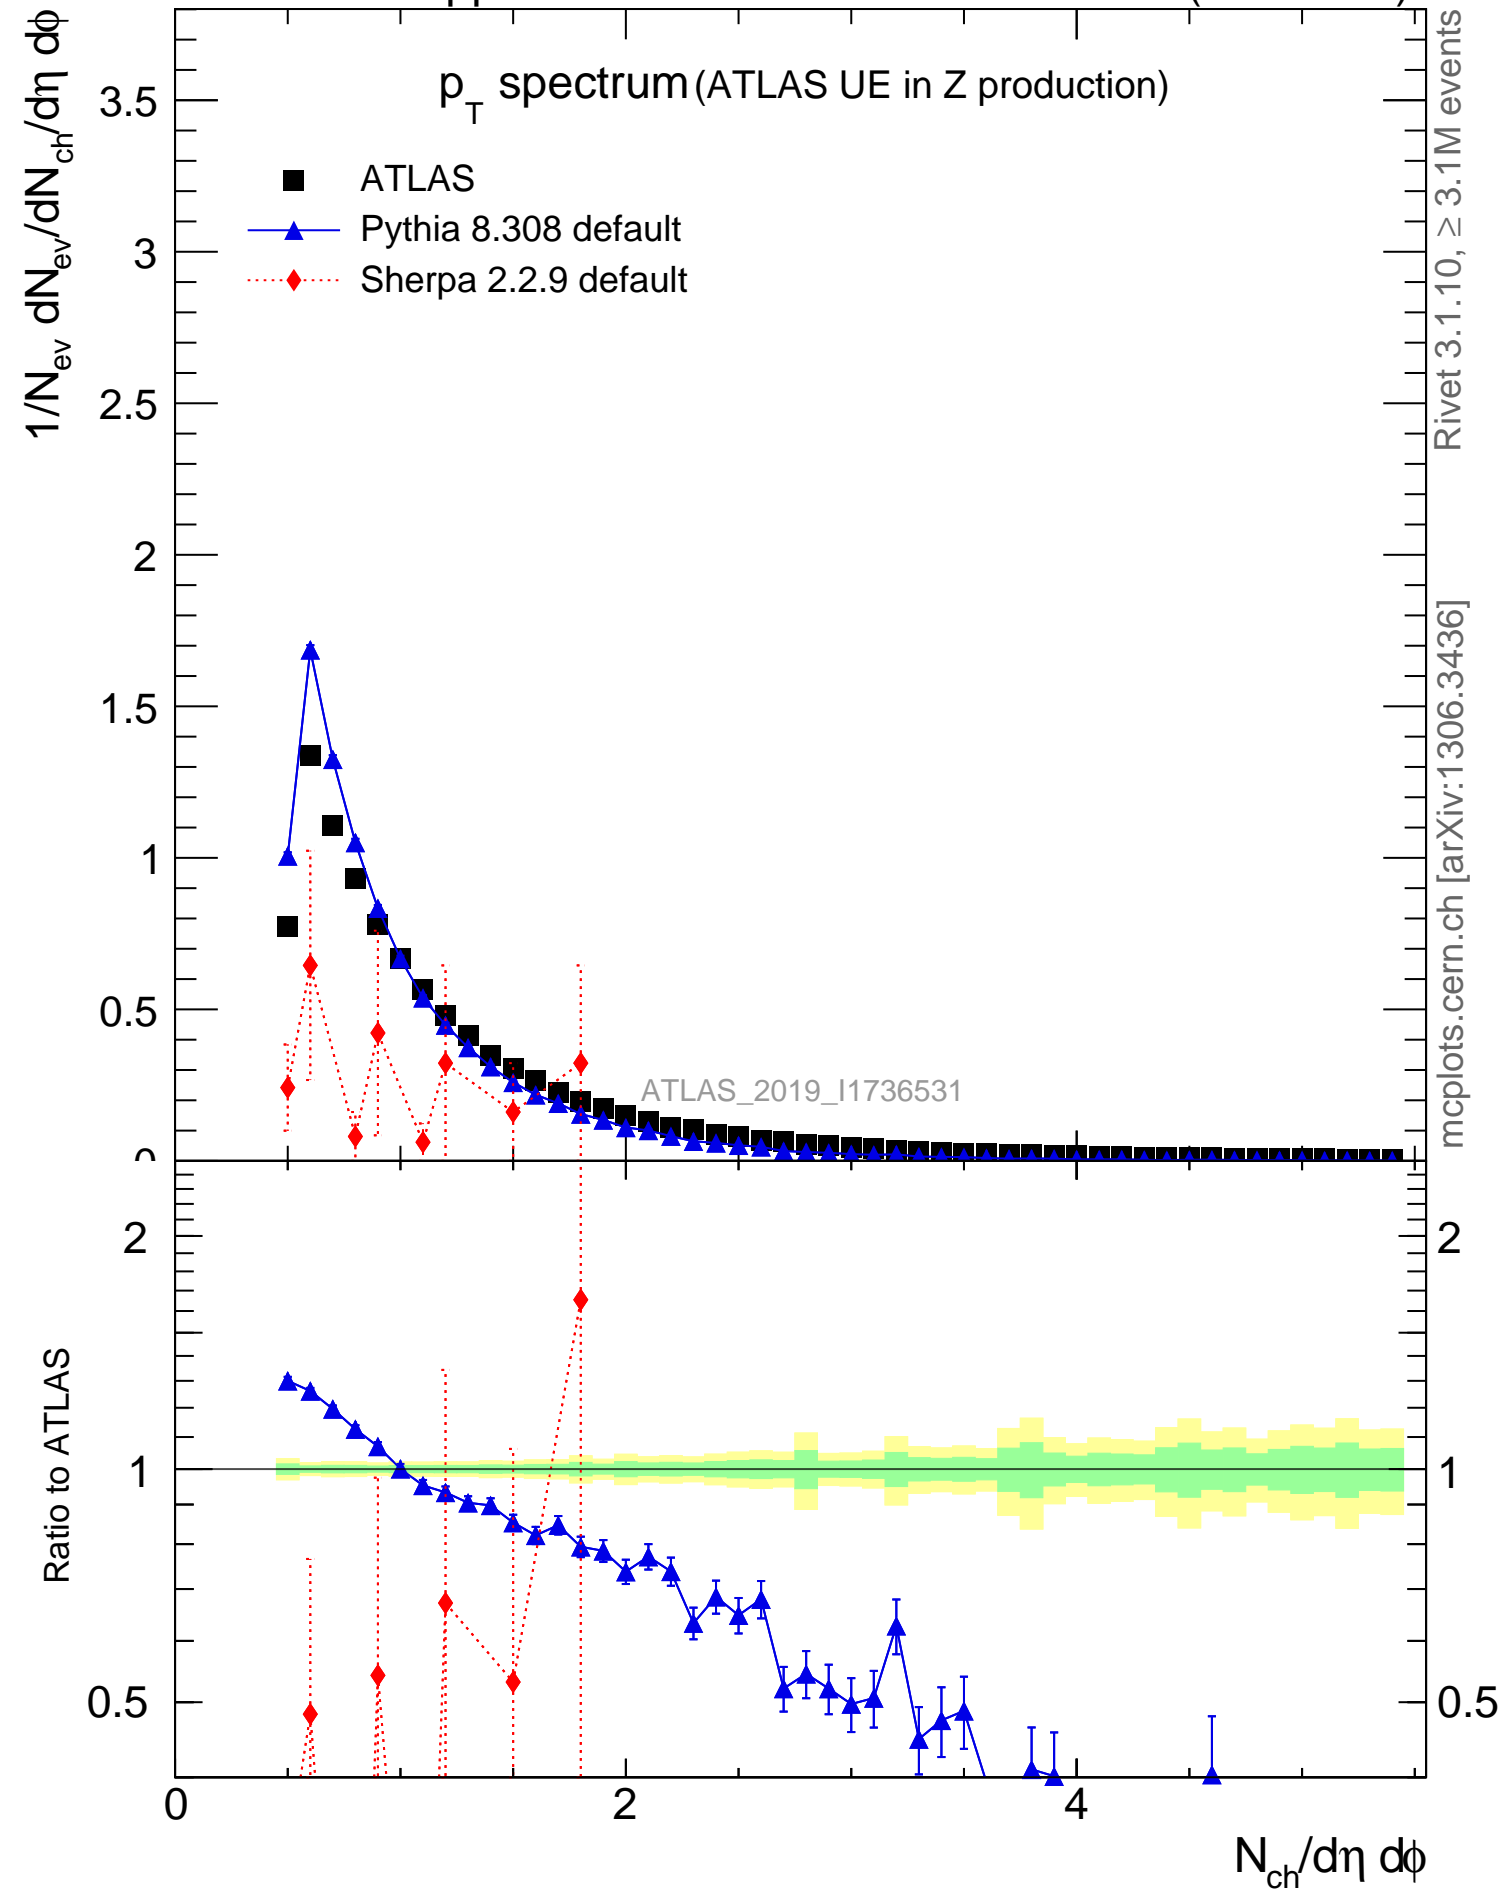 p_T spectrum (ATLAS UE in Z production)
ATLAS
Pythia 8.308 default
Sherpa 2.2.9 default
1/N_ev dN_ev/dN_ch/dη dϕ
3.5
3
2.5
2
1.5
1
0.5
0
ATLAS_2019_I1736531
Rivet 3.1.10, ≥ 3.1M events
mcplots.cern.ch [arXiv:1306.3436]
Ratio to ATLAS
2
1
0.5
2
1
0.5
0
2
4
N_ch/dη dϕ